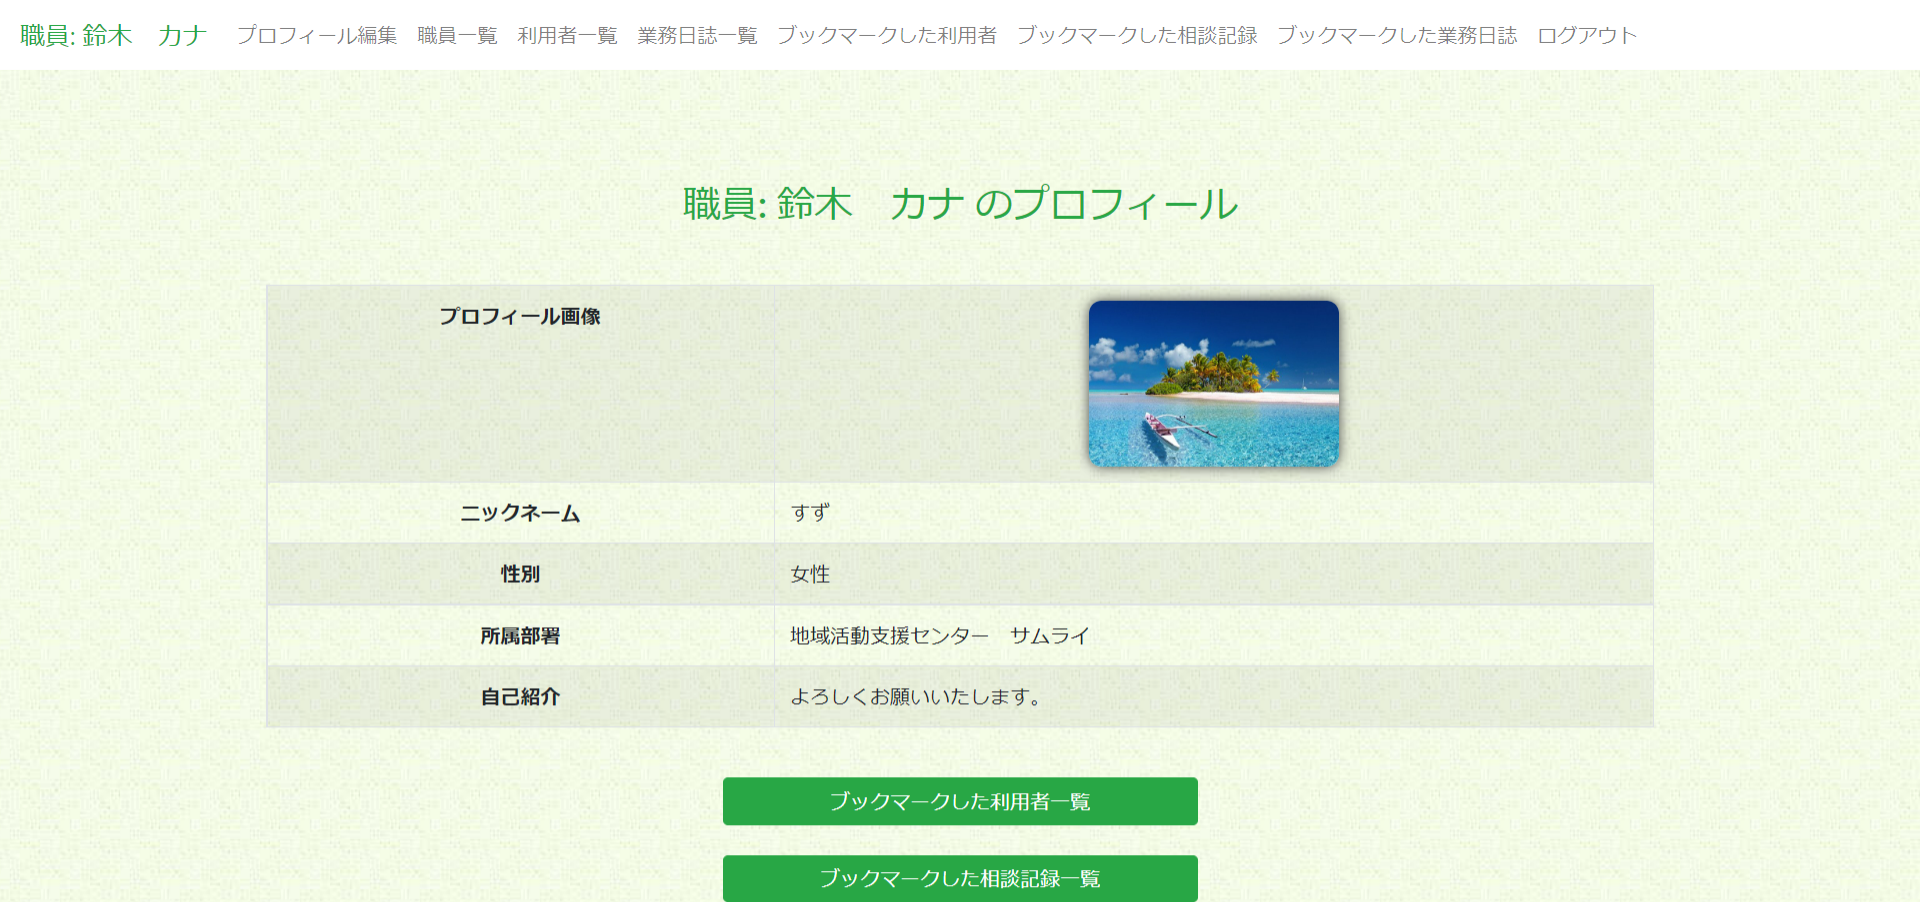 職員: 鈴木　カナ　プロフィール編集　職員一覧　利用者一覧　業務日誌一覧　ブックマークした利用者　ブックマークした相談記録　ブックマークした業務日誌　ログアウト
職員: 鈴木　カナ のプロフィール
プロフィール画像
ニックネーム　すず
性別　女性
所属部署　地域活動支援センター　サムライ
自己紹介　よろしくお願いいたします。
ブックマークした利用者一覧
ブックマークした相談記録一覧